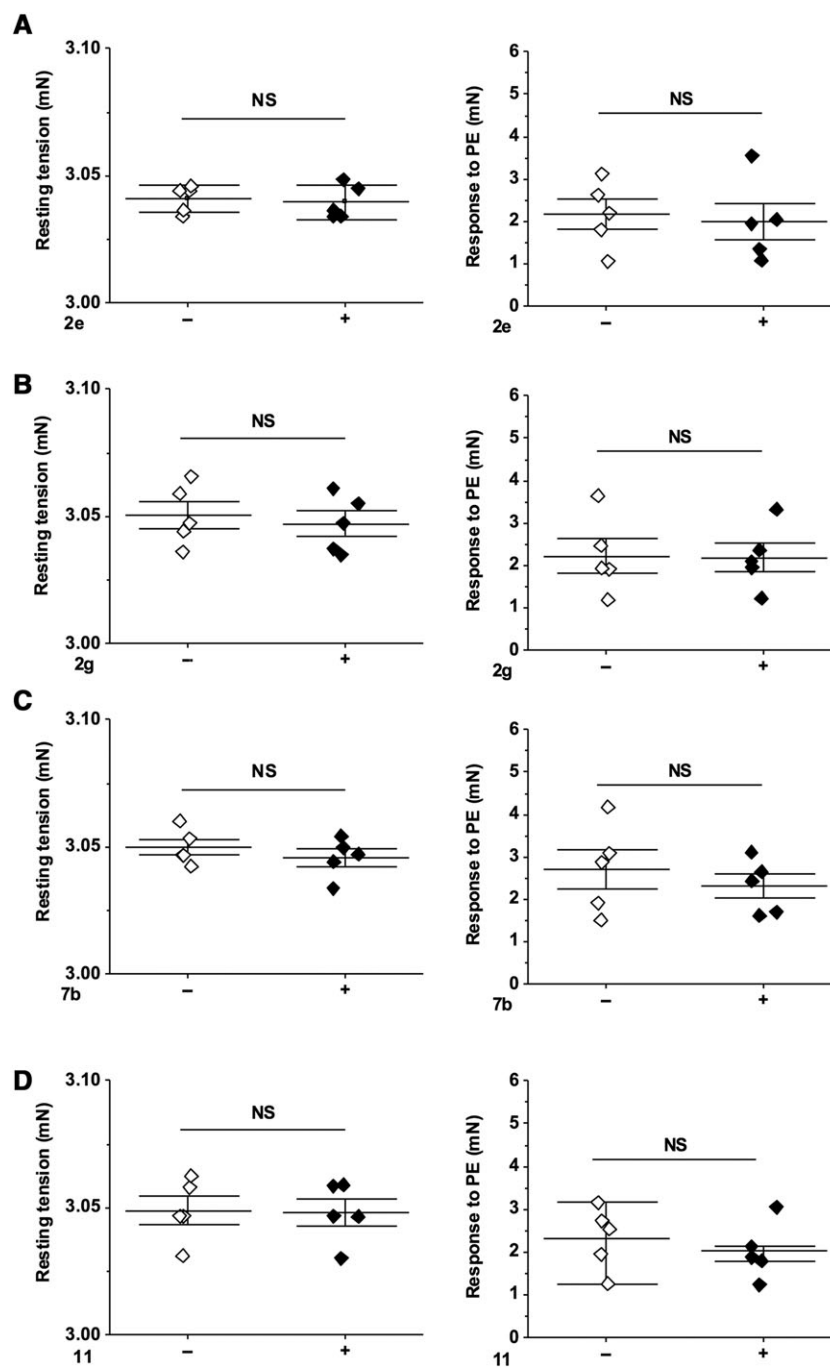 A
Resting tension (mN)
3.10
3.05
3.00
NS
2e
–
+
Response to PE (mN)
6
5
4
3
2
1
0
NS
2e
–
+
B
Resting tension (mN)
3.10
3.05
3.00
NS
2g
–
+
Response to PE (mN)
6
5
4
3
2
1
0
NS
2g
–
+
C
Resting tension (mN)
3.10
3.05
3.00
NS
7b
–
+
Response to PE (mN)
6
5
4
3
2
1
0
NS
7b
–
+
D
Resting tension (mN)
3.10
3.05
3.00
NS
11
–
+
Response to PE (mN)
6
5
4
3
2
1
0
NS
11
–
+